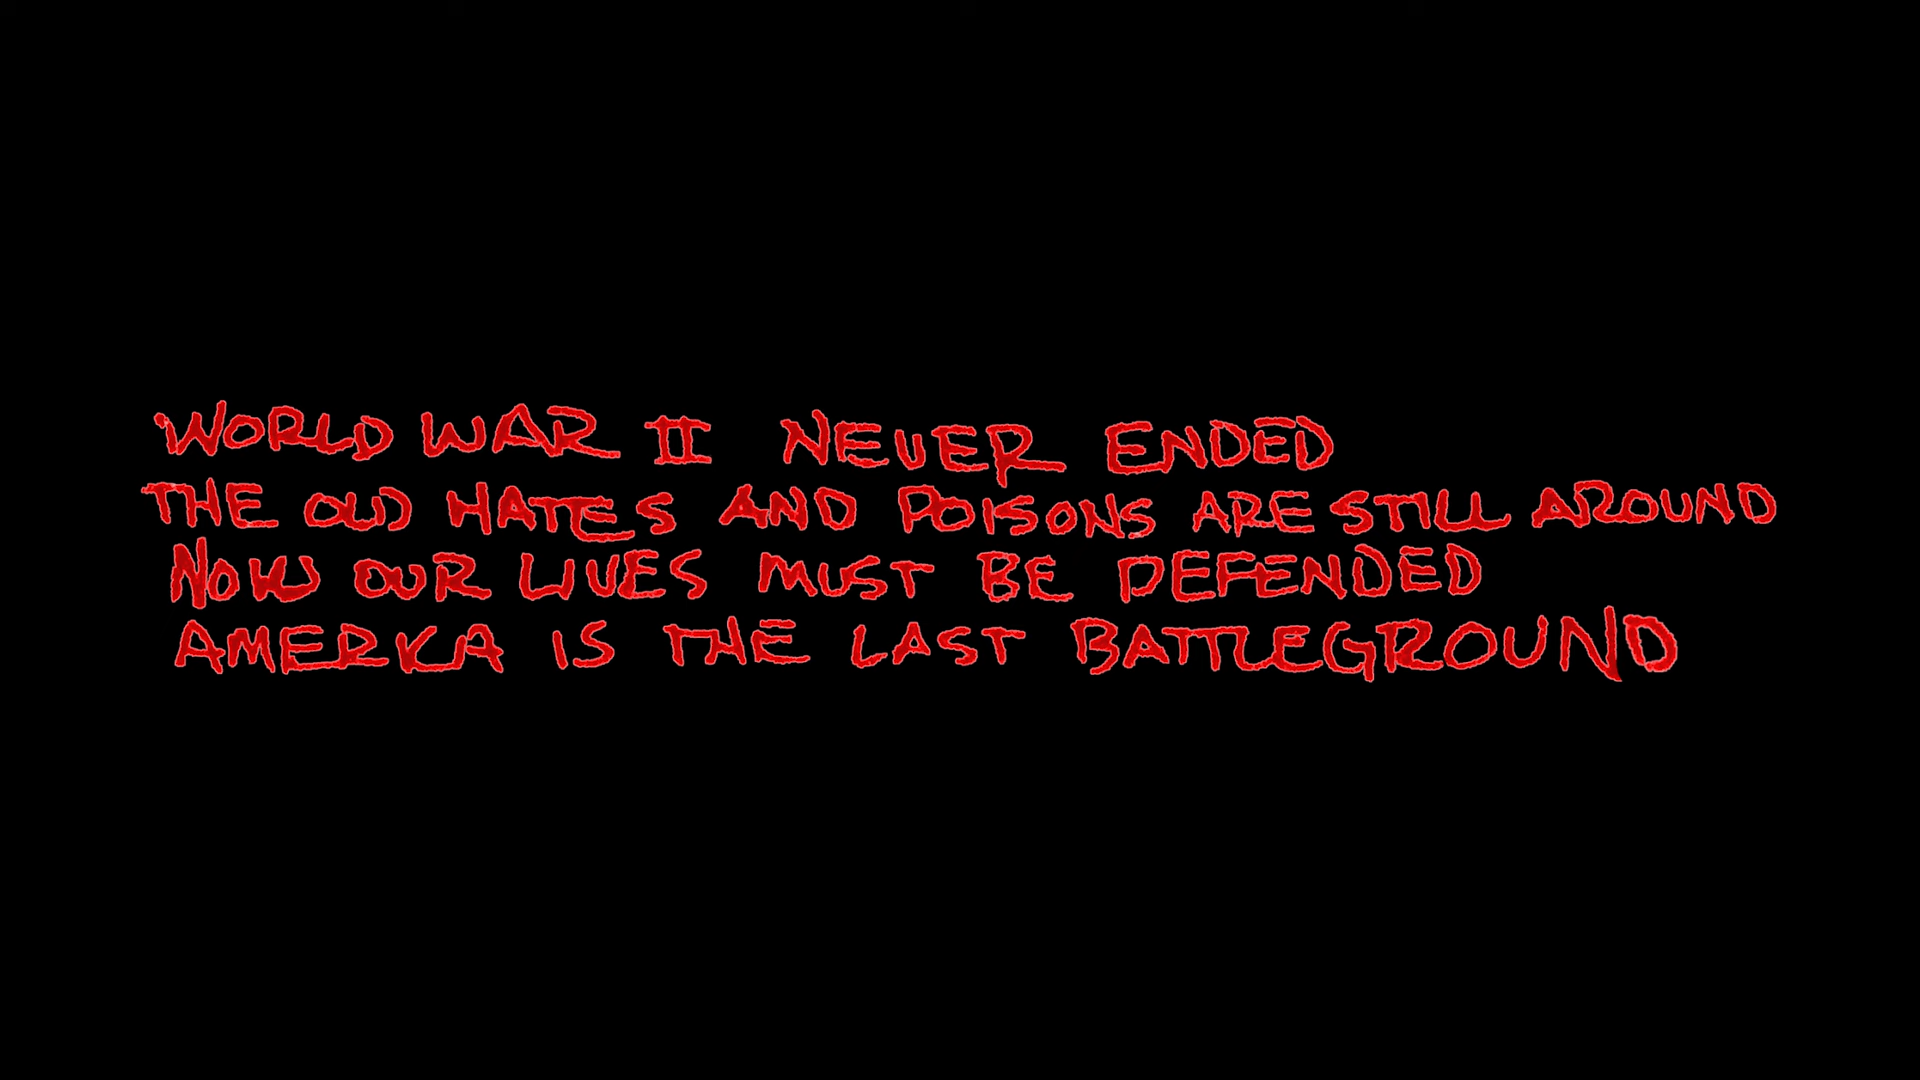 WORLD WAR II NEVER ENDED
THE OLD HATES AND POISONS ARE STILL AROUND
NOW OUR LIVES MUST BE DEFENDED
AMERKA IS THE LAST BATTLEGROUND